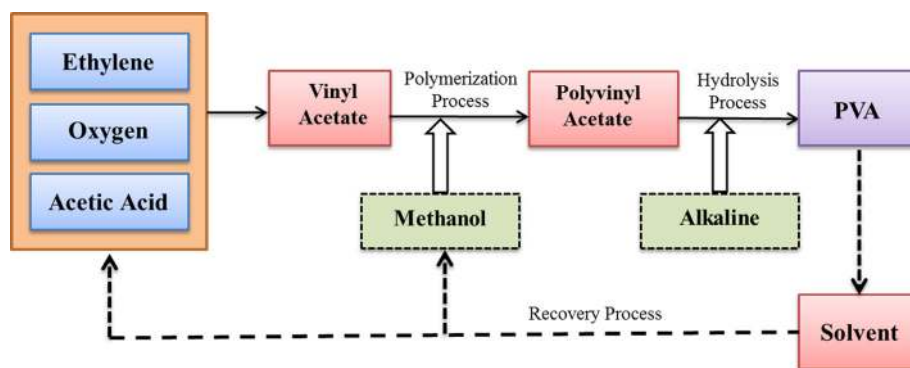 Ethylene
Oxygen
Acetic Acid
Vinyl
Acetate
Polymerization
Process
Polyvinyl
Acetate
Hydrolysis
Process
PVA
Methanol
Alkaline
Recovery Process
Solvent